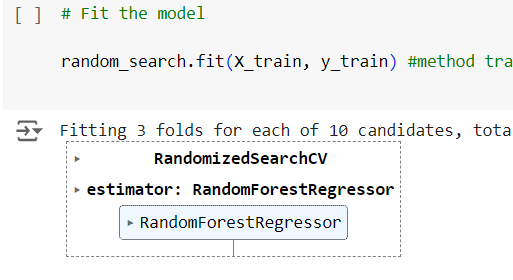 [ ] # Fit the model
random_search.fit(X_train, y_train) #method tra
Fitting 3 folds for each of 10 candidates, tota
RandomizedSearchCV
estimator: RandomForestRegressor
RandomForestRegressor